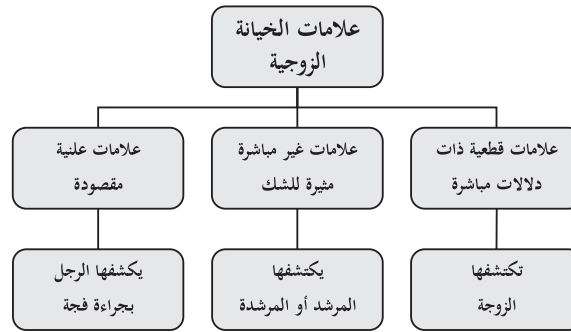 علامات الخيانة
الزوجية
علامات قطعية ذات
دلالات مباشرة
علامات غير مباشرة
مثيرة للشك
علامات علنية
مقصودة
تكتشفها
الزوجة
يكتشفها
المرشد أو المرشدة
يكشفها الرجل
بجراءة فجة